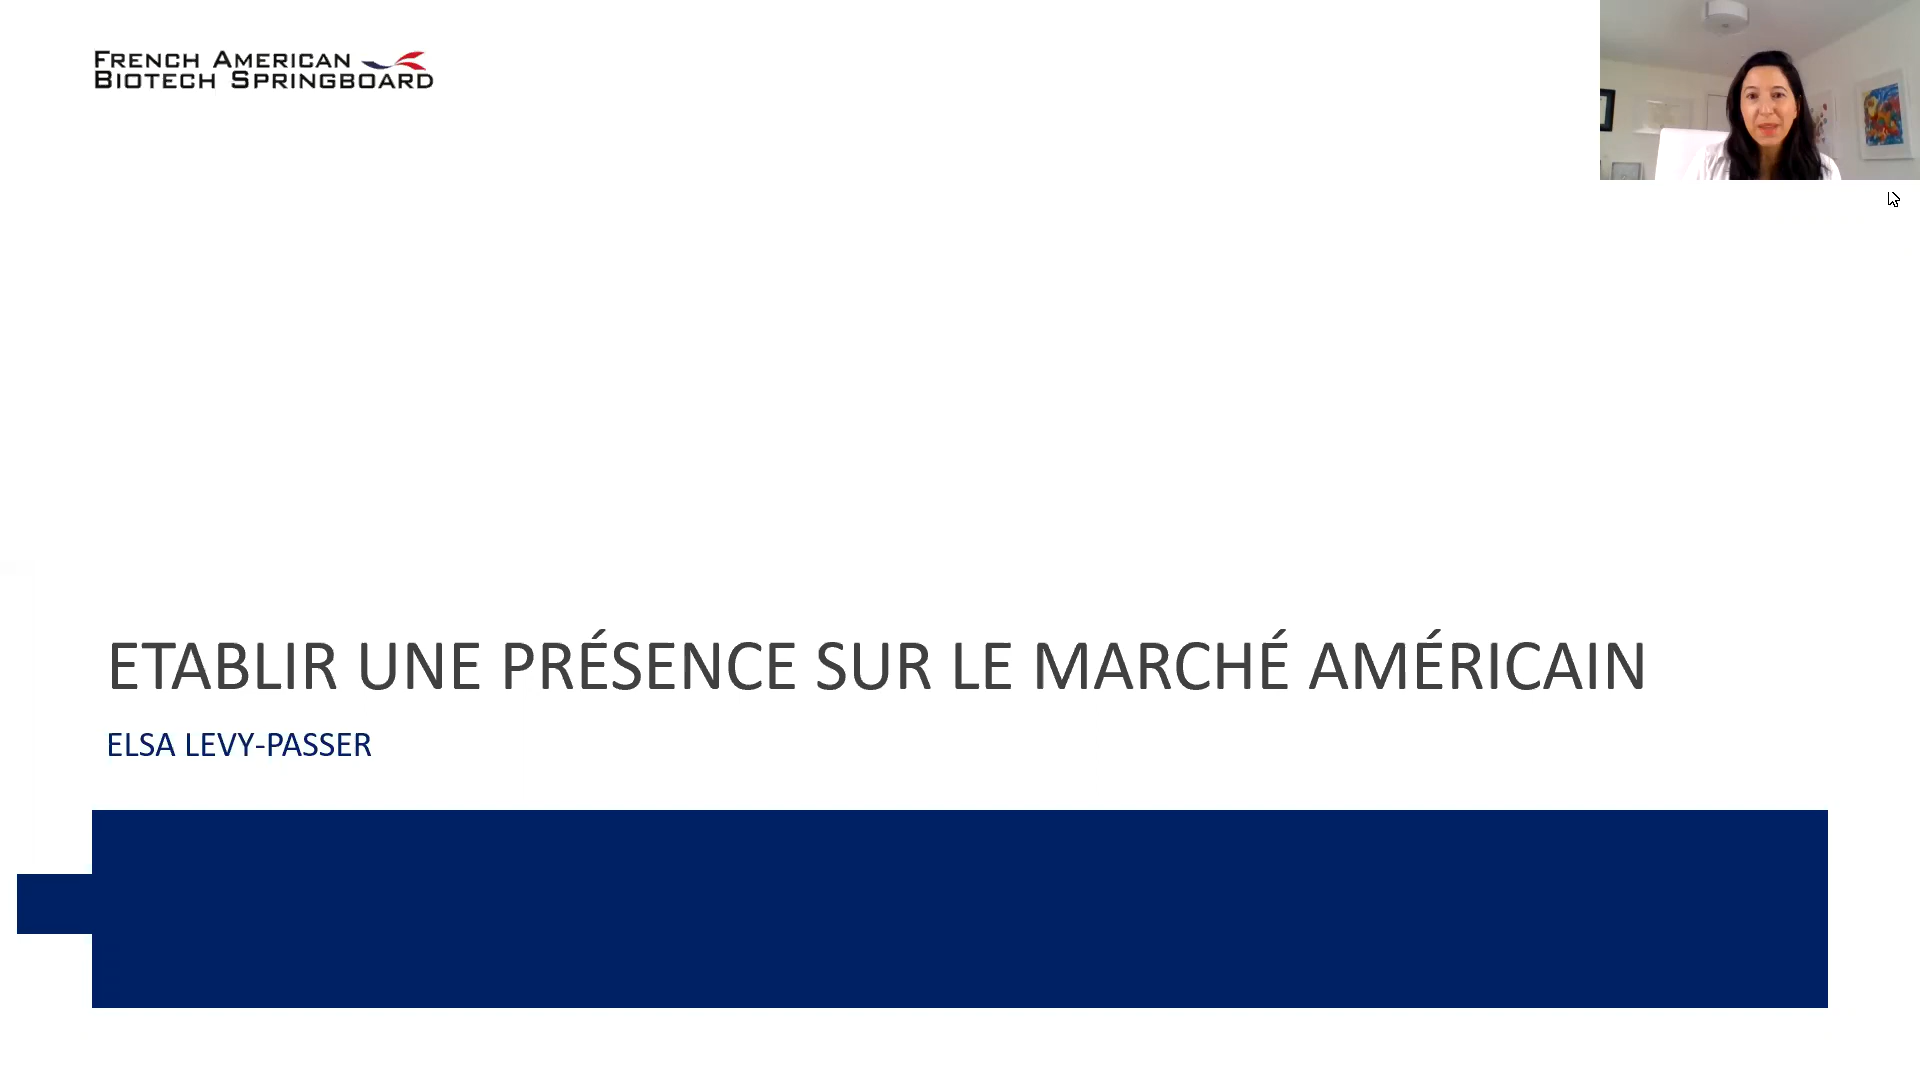 FRENCH AMERICAN
BIOTECH SPRINGBOARD
ETABLIR UNE PRÉSENCE SUR LE MARCHÉ AMÉRICAIN
ELSA LEVY-PASSER